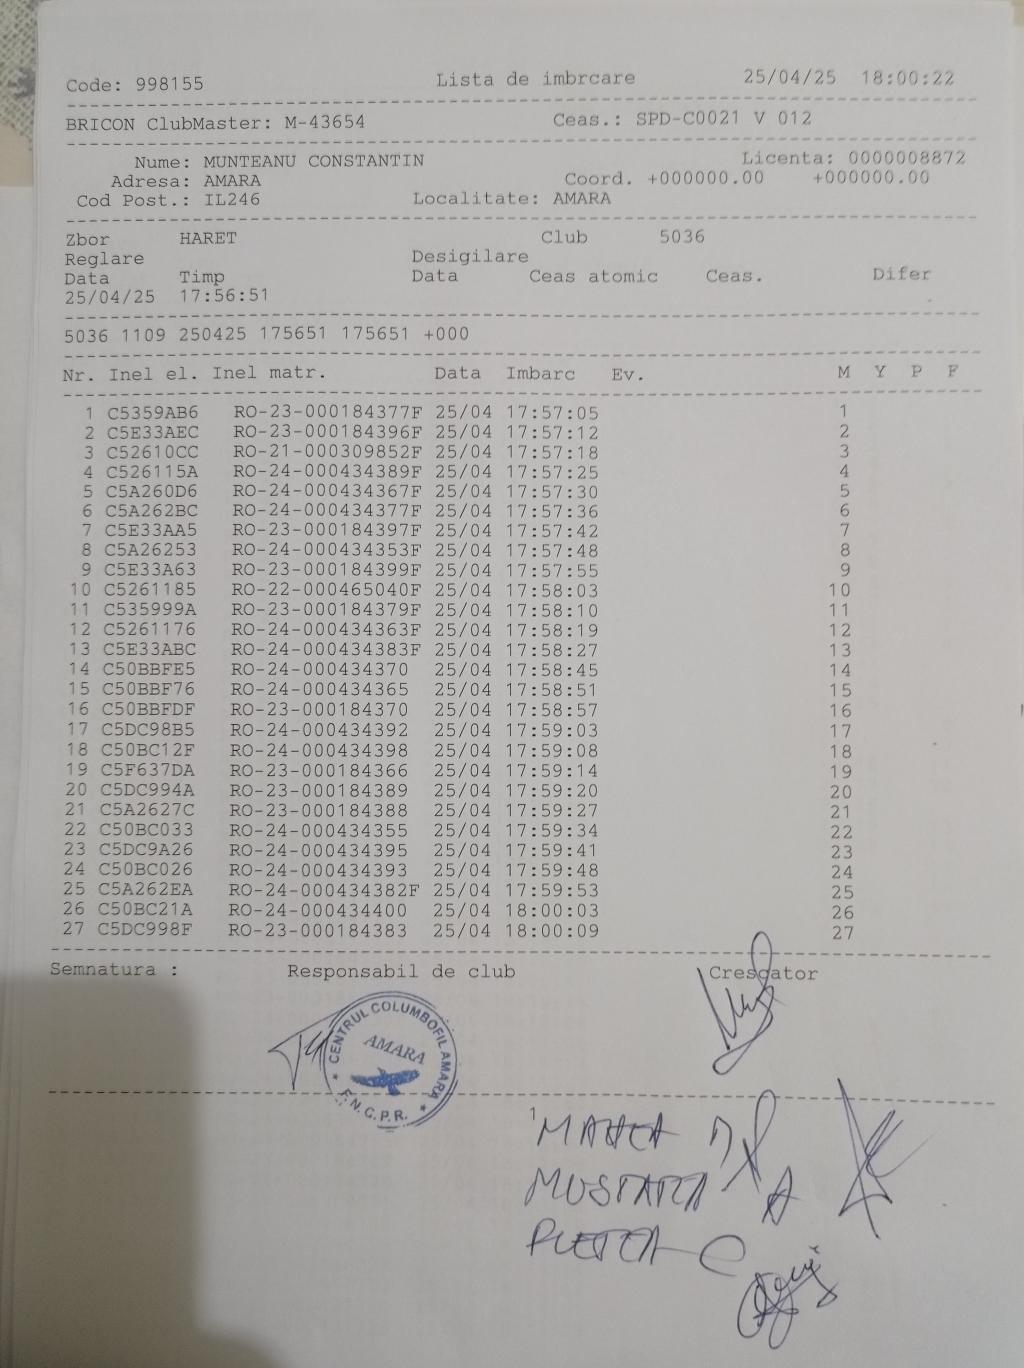 Code: 998155 Lista de imbrcare 25/04/25 18:00:22
BRICON ClubMaster: M-43654 Ceas.: SPD-C0021 V 012
Nume: MUNTEANU CONSTANTIN Licenta: 0000008872
Adresa: AMARA Coord. +000000.00 +000000.00
Cod Post.: IL246 Localitate: AMARA
Zbor HARET Club 5036
Reglare Desigilare
Data Timp Data Ceas atomic Ceas. Difer
25/04/25 17:56:51
5036 1109 250425 175651 175651 +000
Nr. Inel el. Inel matr. Data Imbarc Ev. M Y P F
1 C5359AB6 RO-23-000184377F 25/04 17:57:05 1
2 C5E33AEC RO-23-000184396F 25/04 17:57:12 2
3 C52610CC RO-21-000309852F 25/04 17:57:18 3
4 C526115A RO-24-000434389F 25/04 17:57:25 4
5 C5A260D6 RO-24-000434367F 25/04 17:57:30 5
6 C5A262BC RO-24-000434377F 25/04 17:57:36 6
7 C5E33AA5 RO-23-000184397F 25/04 17:57:42 7
8 C5A26253 RO-24-000434353F 25/04 17:57:48 8
9 C5E33A63 RO-23-000184399F 25/04 17:57:55 9
10 C5261185 RO-22-000465040F 25/04 17:58:03 10
11 C535999A RO-23-000184379F 25/04 17:58:10 11
12 C5261176 RO-24-000434363F 25/04 17:58:19 12
13 C5E33ABC RO-24-000434383F 25/04 17:58:27 13
14 C50BBFE5 RO-24-000434370 25/04 17:58:45 14
15 C50BBF76 RO-24-000434365 25/04 17:58:51 15
16 C50BBFDF RO-23-000184370 25/04 17:58:57 16
17 C5DC98B5 RO-24-000434392 25/04 17:59:03 17
18 C50BC12F RO-24-000434398 25/04 17:59:08 18
19 C5F637DA RO-23-000184366 25/04 17:59:14 19
20 C5DC994A RO-23-000184389 25/04 17:59:20 20
21 C5A2627C RO-23-000184388 25/04 17:59:27 21
22 C50BC033 RO-24-000434355 25/04 17:59:34 22
23 C5DC9A26 RO-24-000434395 25/04 17:59:41 23
24 C50BC026 RO-24-000434393 25/04 17:59:48 24
25 C5A262EA RO-24-000434382F 25/04 17:59:53 25
26 C50BC21A RO-24-000434400 25/04 18:00:03 26
27 C5DC998F RO-23-000184383 25/04 18:00:09 27
Semnatura : Responsabil de club Crescator
CENTRUL COLUMBOFIL AMARA
AMARA
F.N.C.P.R.